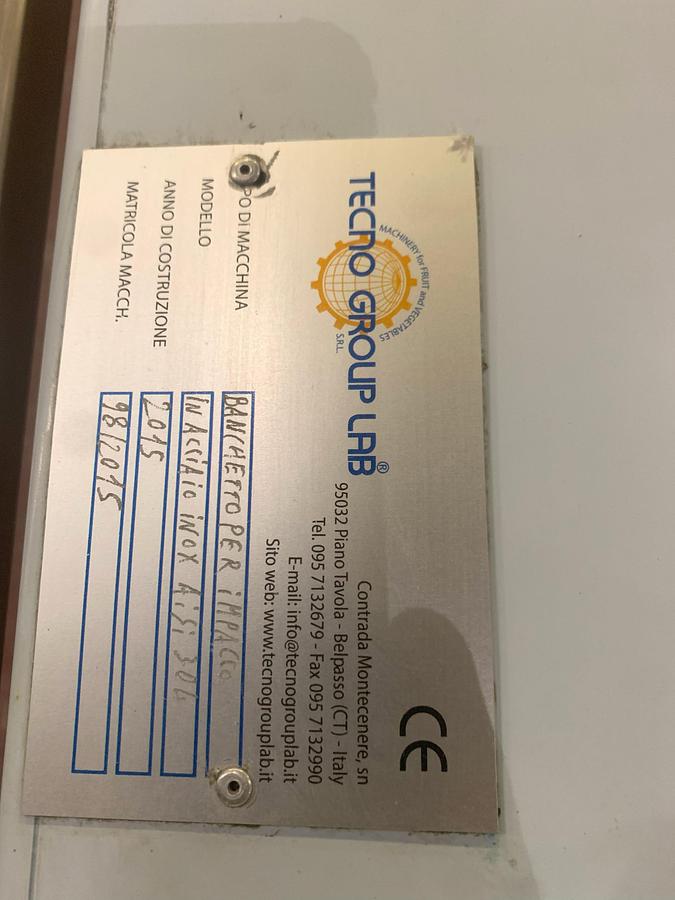 TECNO GROUP LAB®
MACHINERY for FRUIT and VEGETABLES
S.R.L.
CE
Contrada Montecenere, sn
95032 Piano Tavola - Belpasso (CT) - Italy
Tel. 095 7132679 - Fax 095 7132990
E-mail: info@tecnogrouplab.it
Sito web: www.tecnogrouplab.it
PO DI MACCHINA BANCHETTO PER iMPACCO
MODELLO IN ACCIAIO iNOX AiSi 304
ANNO DI COSTRUZIONE 2015
MATRICOLA MACCH. 98/2015